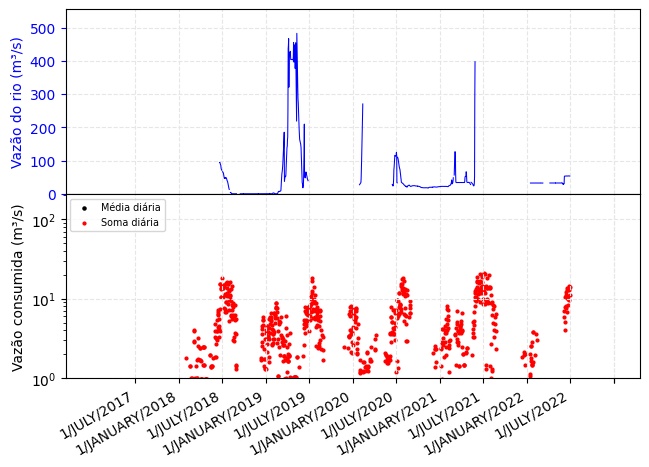 Vazão do rio (m³/s)
500
400
300
200
100
0
Vazão consumida (m³/s)
10²
10¹
10⁰
Média diária
Soma diária
1/JULY/2017
1/JANUARY/2018
1/JULY/2018
1/JANUARY/2019
1/JULY/2019
1/JANUARY/2020
1/JULY/2020
1/JANUARY/2021
1/JULY/2021
1/JANUARY/2022
1/JULY/2022